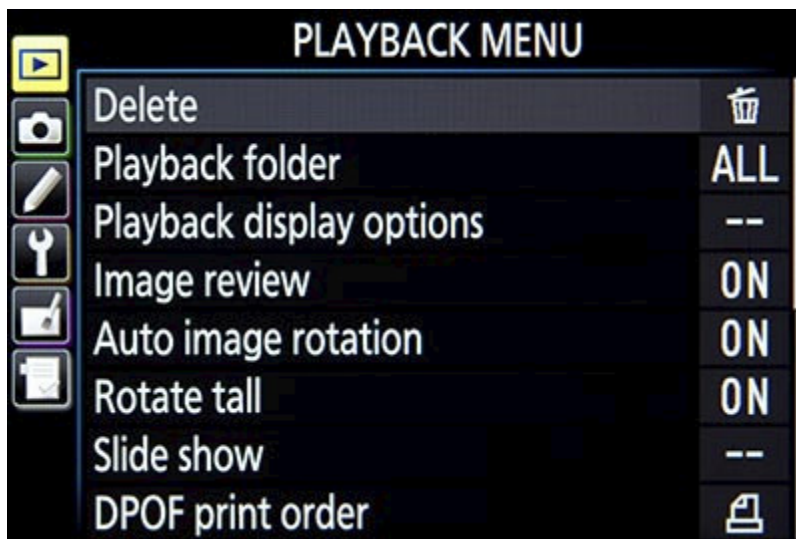 PLAYBACK MENU
Delete
Playback folder ALL
Playback display options --
Image review ON
Auto image rotation ON
Rotate tall ON
Slide show --
DPOF print order